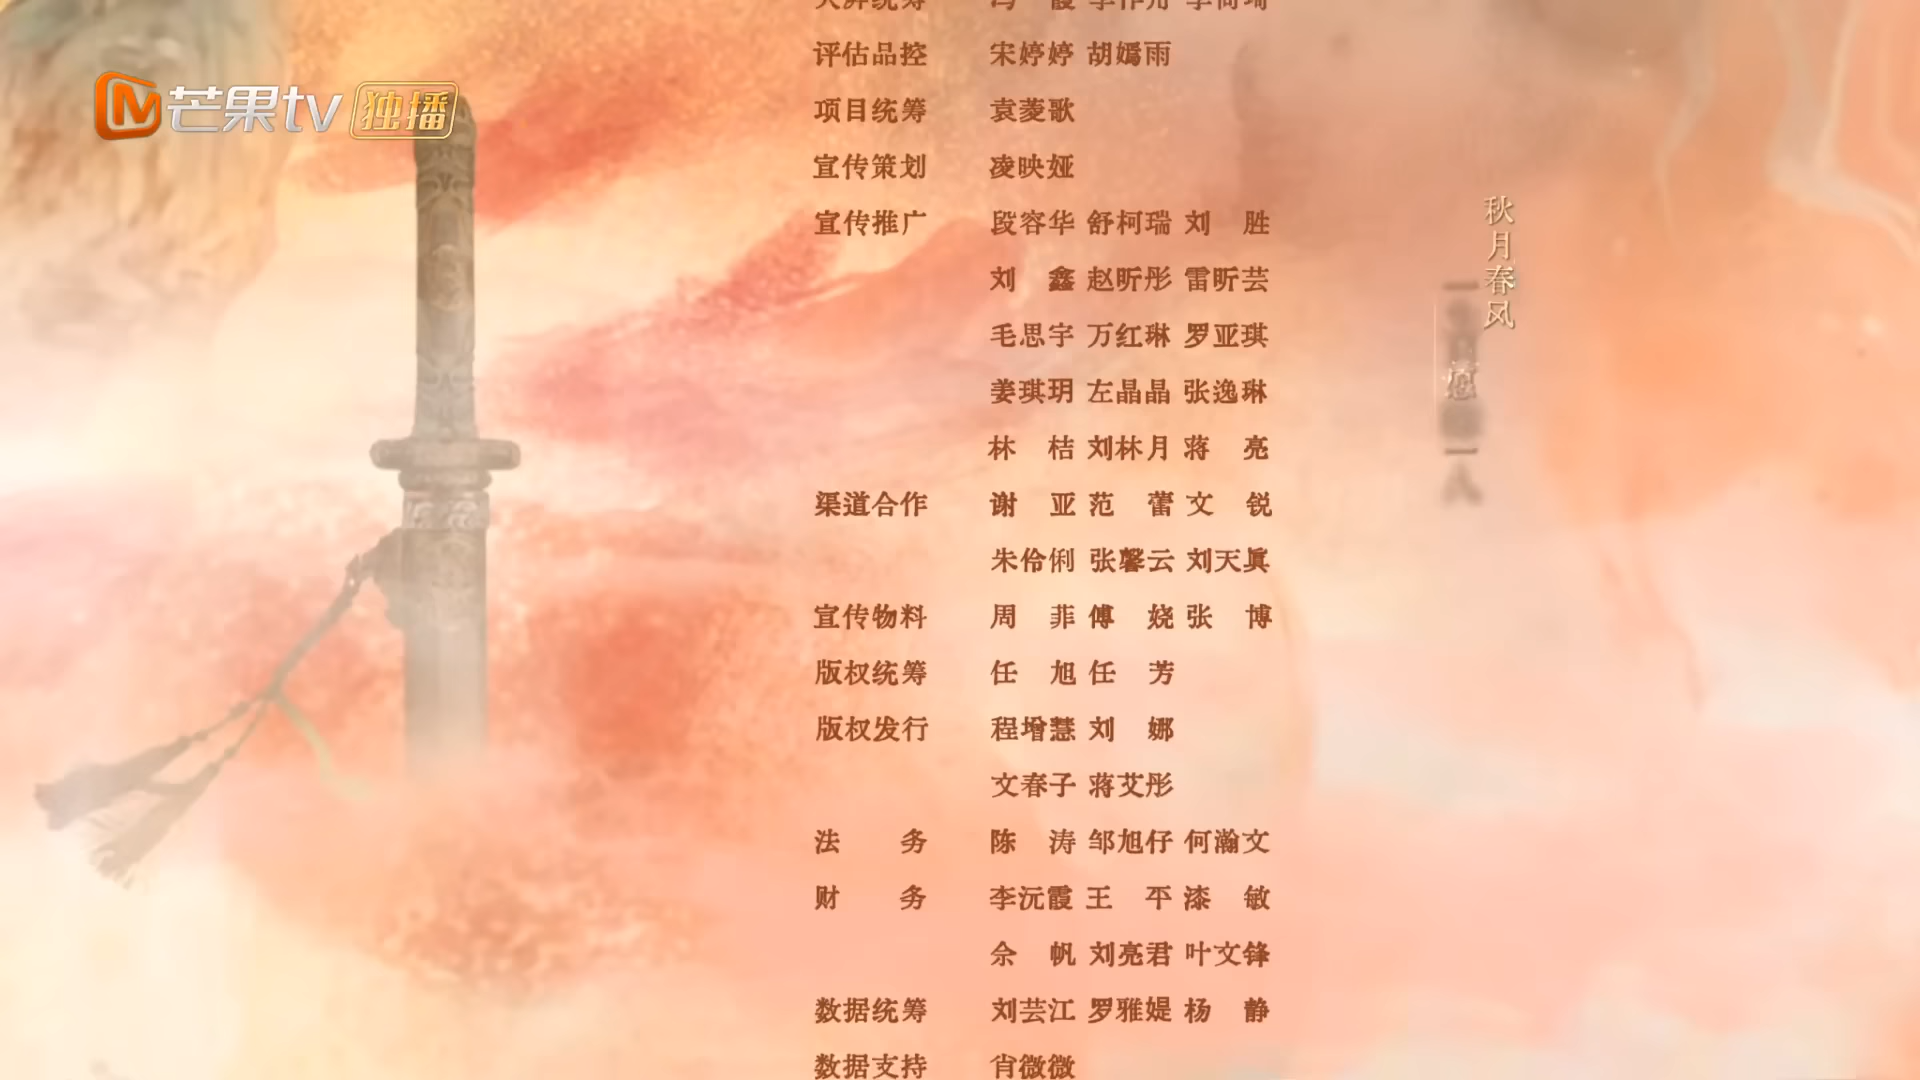 芒果tv 独播
评估品控 宋婷婷 胡嫣雨
项目统筹 袁菱歌
宣传策划 凌映娅
宣传推广 段容华 舒柯瑞 刘 胜
刘 鑫 赵昕彤 雷昕芸
毛思宇 万红琳 罗亚琪
姜琪玥 左晶晶 张逸琳
林 桔 刘林月 蒋 亮
渠道合作 谢 亚 范 蕾 文 锐
朱伶俐 张馨云 刘天真
宣传物料 周 菲 傅 娆 张 博
版权统筹 任 旭 任 芳
版权发行 程增慧 刘 娜
文春子 蒋艾彤
法 务 陈 涛 邹旭仔 何瀚文
财 务 李沅霞 王 平 漆 敏
余 帆 刘亮君 叶文锋
数据统筹 刘芸江 罗雅媞 杨 静
数据支持 肖微微
秋月春风